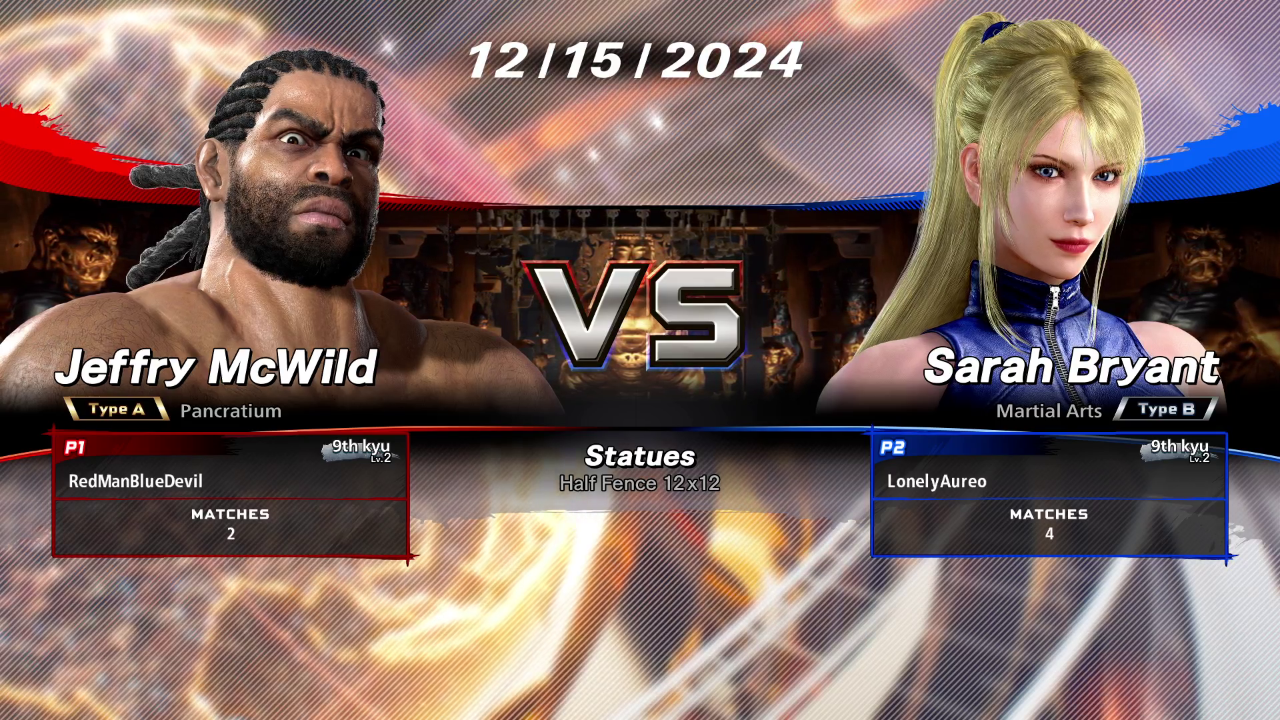 12/15/2024
VS
Jeffry McWild
Type A Pancratium
Sarah Bryant
Martial Arts Type B
P1 9th kyu
Lv.2
RedManBlueDevil
MATCHES
2
Statues
Half Fence 12x12
P2 9th kyu
Lv.2
LonelyAureo
MATCHES
4